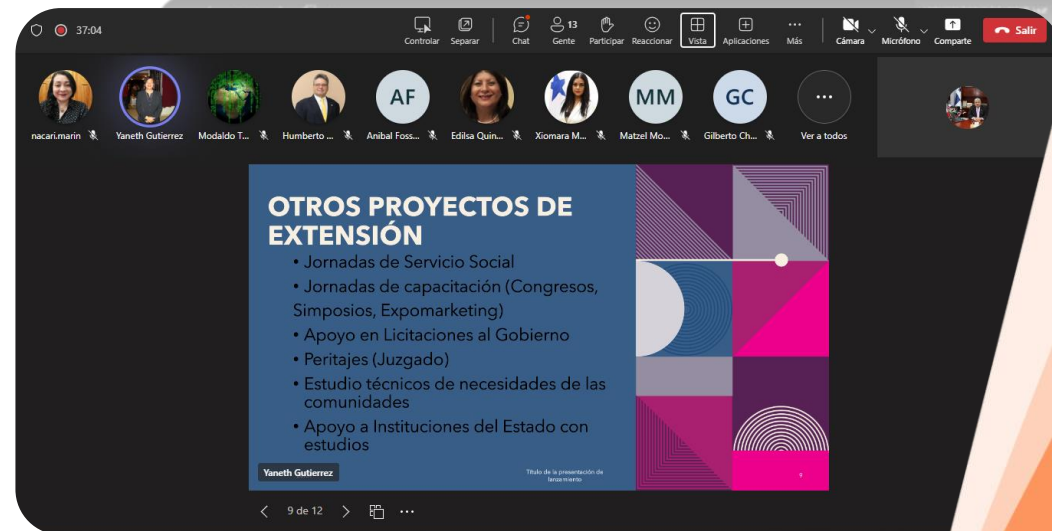 37:04
Controlar Separar Chat 13 Gente Participar Reaccionar Vista Aplicaciones Más Cámara Micrófono Comparte Salir
AF MM GC
nacari.marin Yaneth Gutierrez Modaldo T... Humberto ... Anibal Foss... Edilsa Quin... Xiomara M... Matzel Mo... Gilberto Ch... Ver a todos
OTROS PROYECTOS DE
EXTENSIÓN
• Jornadas de Servicio Social
• Jornadas de capacitación (Congresos,
Simposios, Expomarketing)
• Apoyo en Licitaciones al Gobierno
• Peritajes (Juzgado)
• Estudio técnicos de necesidades de las
comunidades
• Apoyo a Instituciones del Estado con
estudios
Yaneth Gutierrez
Título de la presentación de
lanzamiento
9
9 de 12